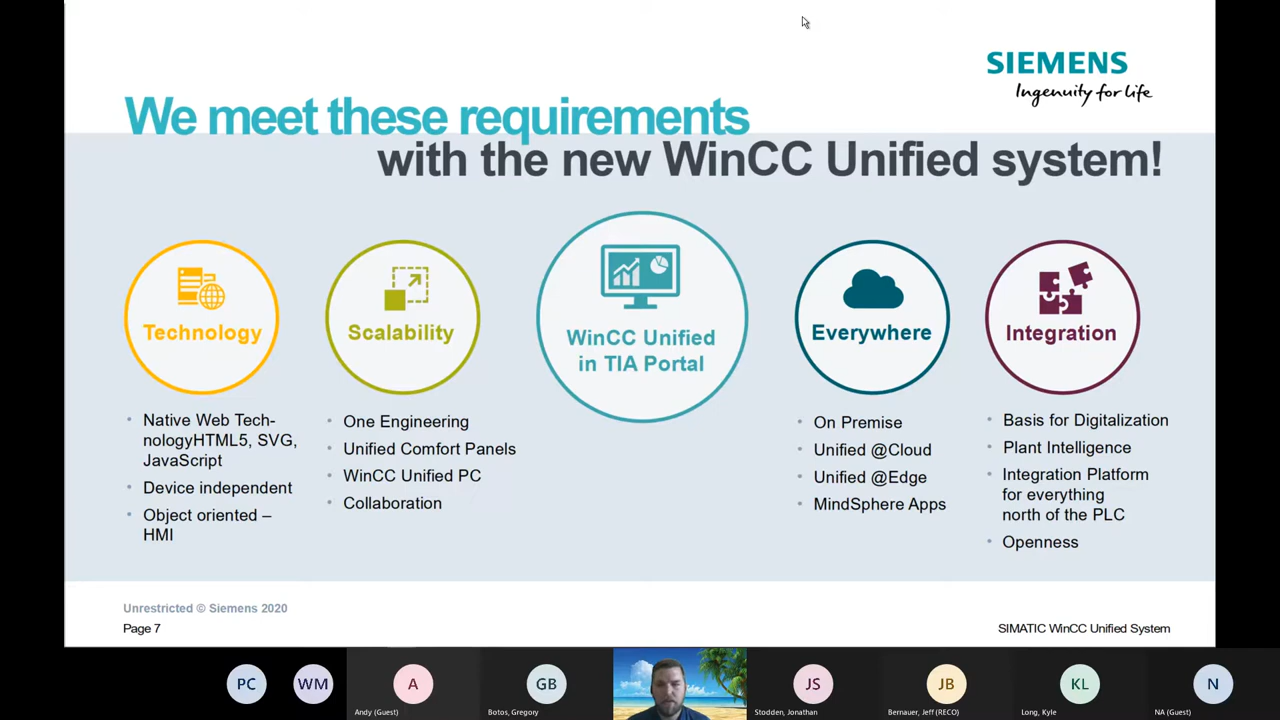 SIEMENS
Ingenuity for life
We meet these requirements
with the new WinCC Unified system!
Technology
Scalability
WinCC Unified
in TIA Portal
Everywhere
Integration
• Native Web Tech-
nologyHTML5, SVG,
JavaScript
• Device independent
• Object oriented –
HMI
• One Engineering
• Unified Comfort Panels
• WinCC Unified PC
• Collaboration
• On Premise
• Unified @Cloud
• Unified @Edge
• MindSphere Apps
• Basis for Digitalization
• Plant Intelligence
• Integration Platform
for everything
north of the PLC
• Openness
Unrestricted © Siemens 2020
Page 7
SIMATIC WinCC Unified System
PC
WM
A
Andy (Guest)
GB
Botos, Gregory
JS
Stodden, Jonathan
JB
Bernauer, Jeff (RECO)
KL
Long, Kyle
N
NA (Guest)